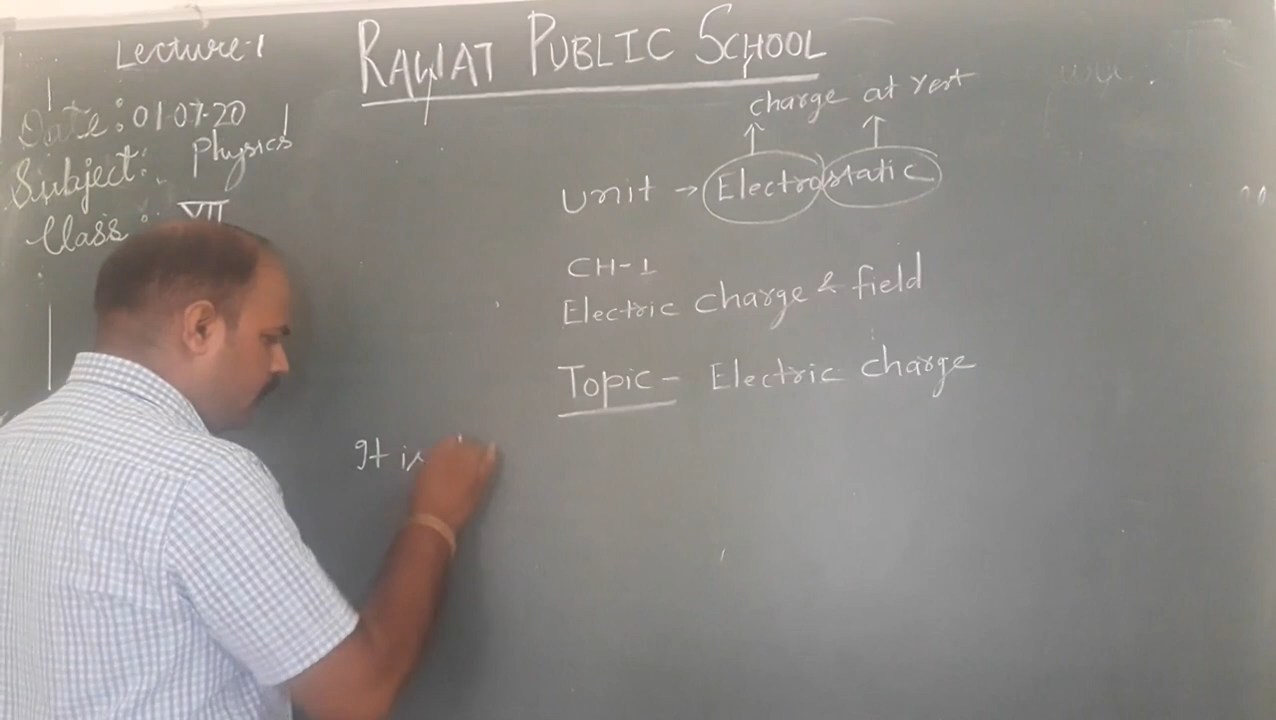 Lecture-1
RAWAT PUBLIC SCHOOL
Date: 01-07-20
Subject: Physics
Class: XII
charge at rest
Unit → Electrostatic
CH-1
Electric charge & field
Topic- Electric charge
It is